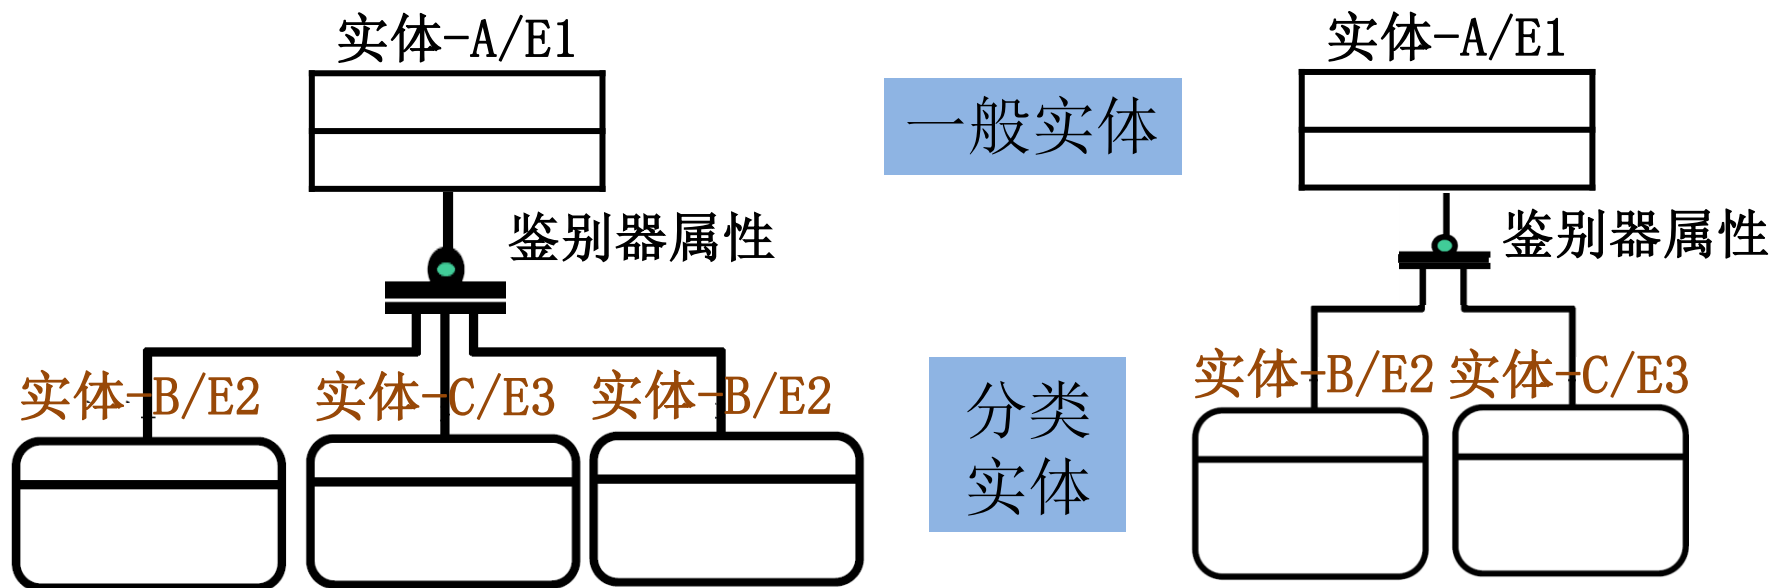 实体-A/E1
一般实体
实体-A/E1
鉴别器属性
鉴别器属性
实体-B/E2
实体-C/E3
实体-B/E2
分类
实体
实体-B/E2
实体-C/E3